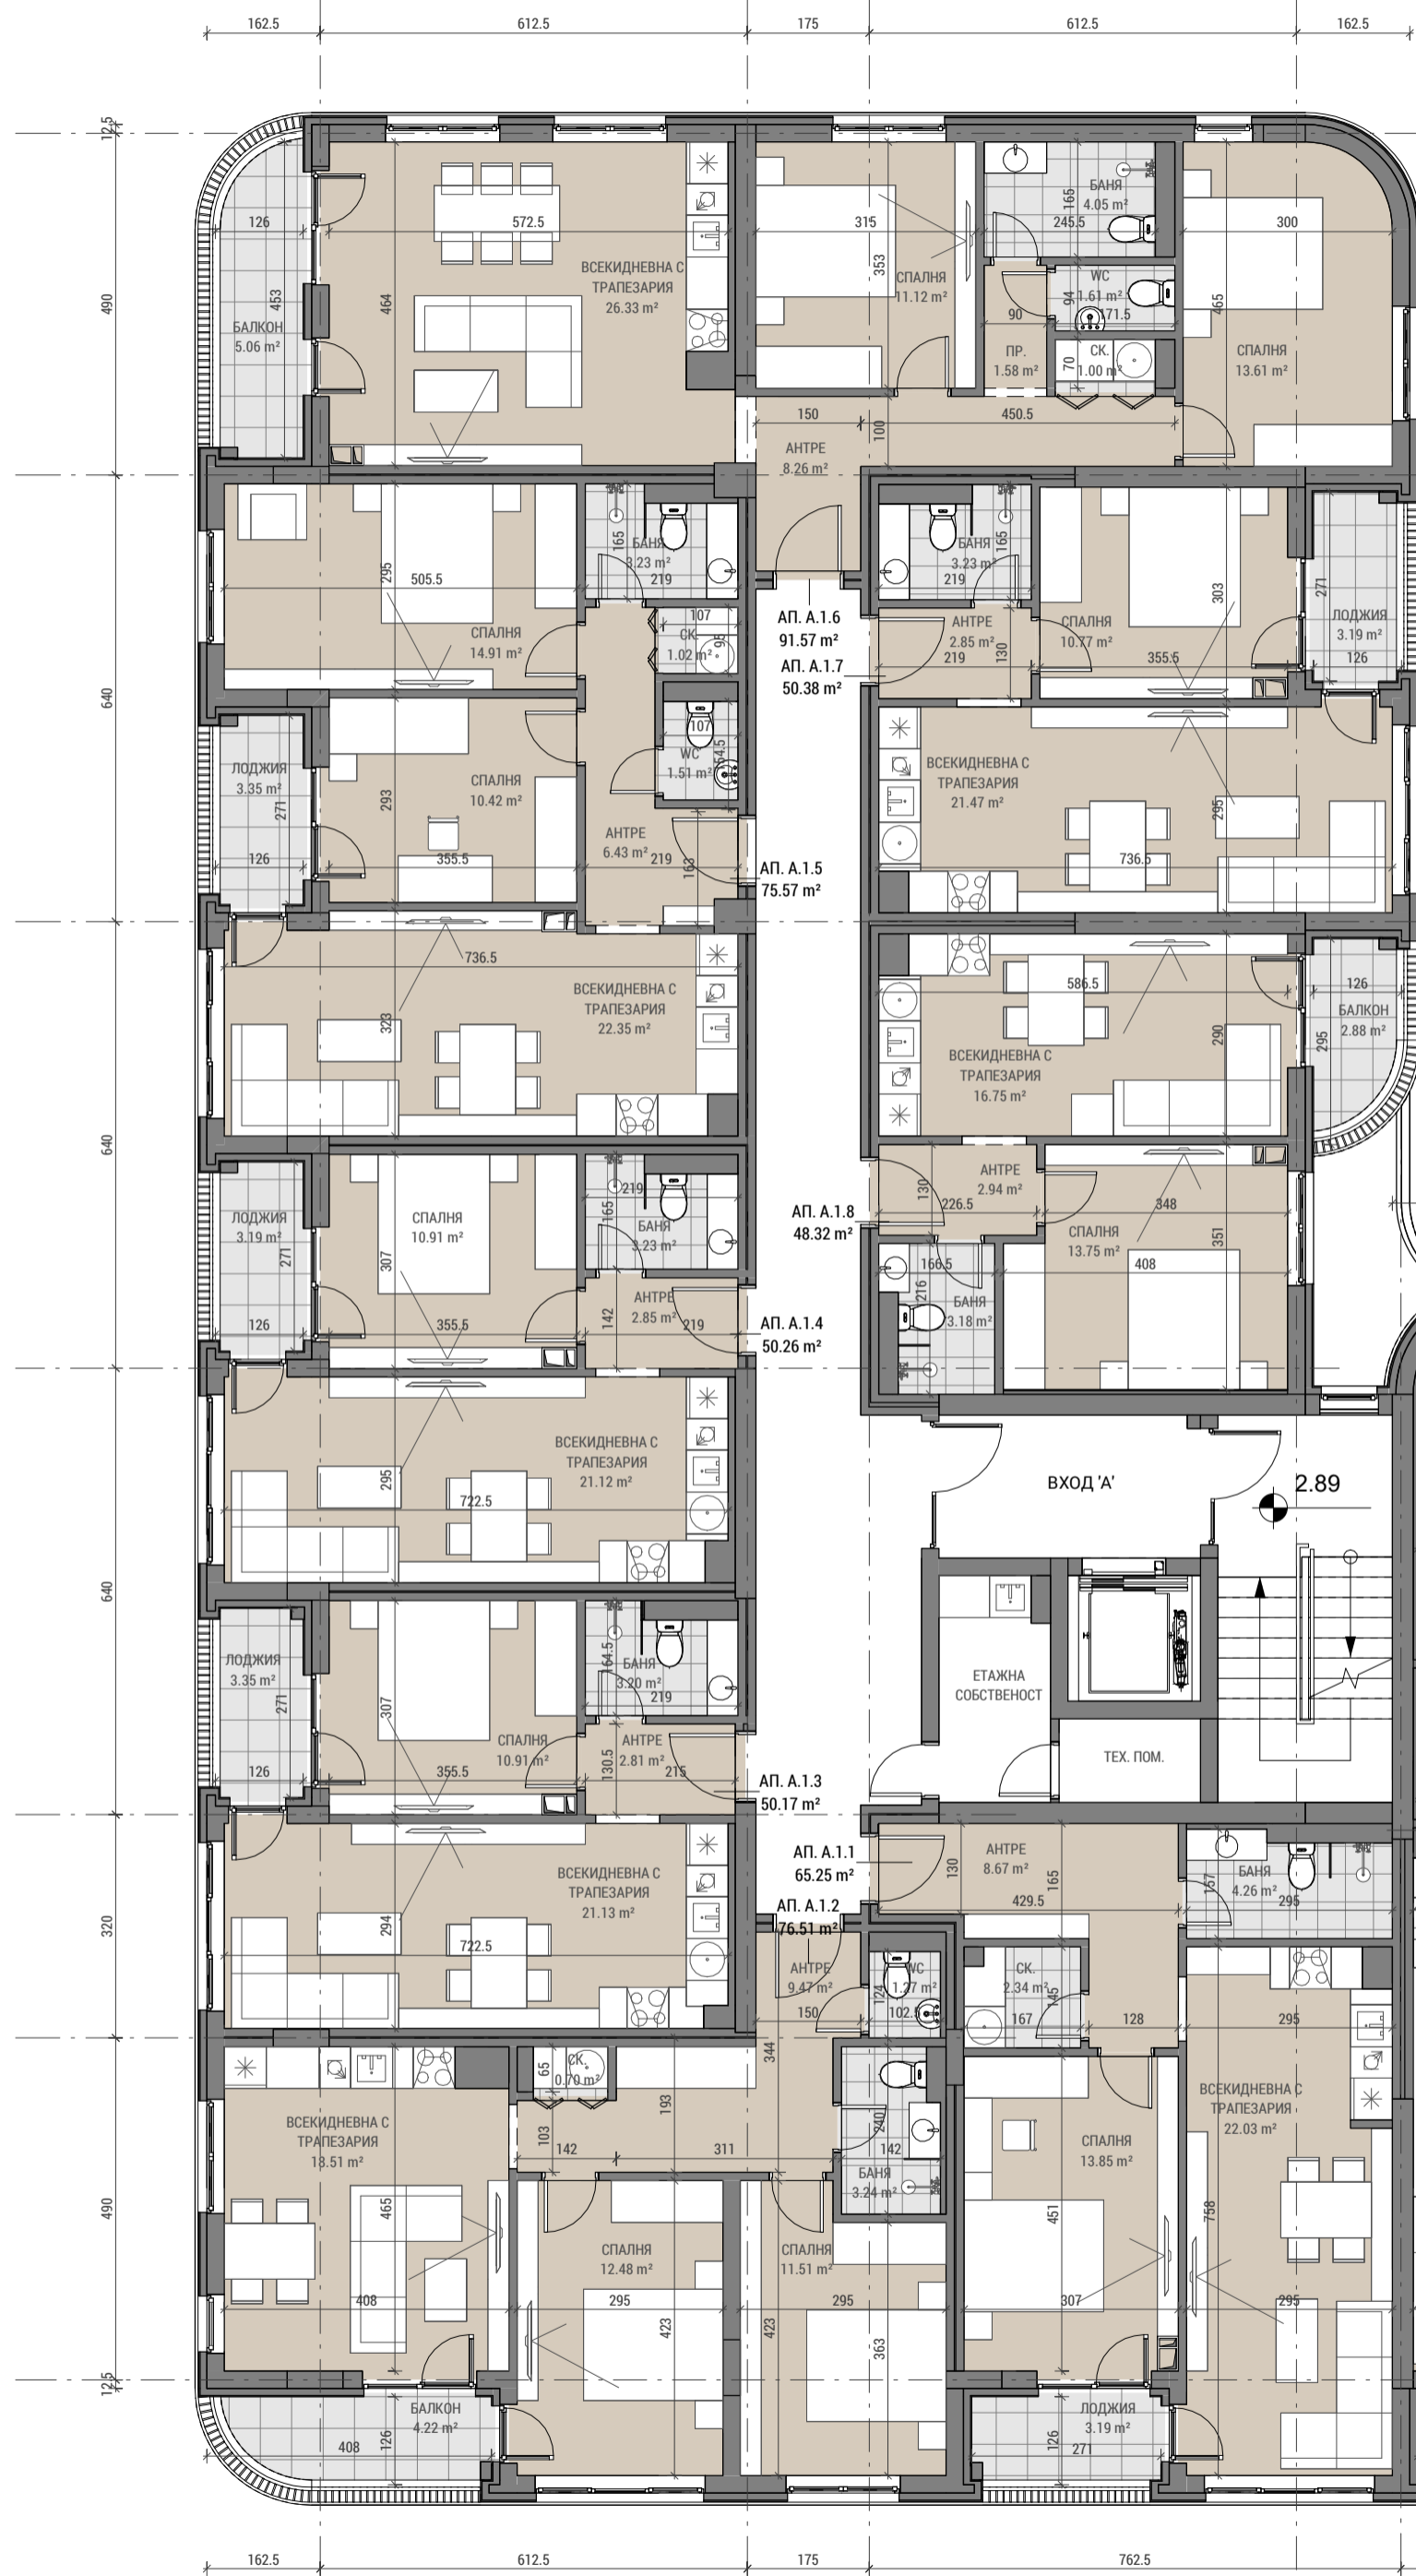 162.5 612.5 175 612.5 162.5
12.5
490
640
640
640
320
490
12.5
126
453
БАЛКОН
5.06 m²
572.5
464
ВСЕКИДНЕВНА С
ТРАПЕЗАРИЯ
26.33 m²
315
353
СПАЛНЯ
11.12 m²
БАНЯ
4.05 m²
165
245.5
WC
1.61 m²
94
171.5
90
ПР.
1.58 m²
70
СК.
1.00 m²
300
465
СПАЛНЯ
13.61 m²
150
450.5
100
АНТРЕ
8.26 m²
505.5
295
СПАЛНЯ
14.91 m²
165
БАНЯ
3.23 m²
219
107
СК.
1.02 m²
95
107
WC
1.51 m²
АП. А.1.6
91.57 m²
АП. А.1.7
50.38 m²
БАНЯ
3.23 m²
165
219
АНТРЕ
2.85 m²
219
130
СПАЛНЯ
10.77 m²
303
355.5
271
ЛОДЖИЯ
3.19 m²
126
ЛОДЖИЯ
3.35 m²
271
126
СПАЛНЯ
10.42 m²
293
355.5
АНТРЕ
6.43 m²
219
163
АП. А.1.5
75.57 m²
ВСЕКИДНЕВНА С
ТРАПЕЗАРИЯ
21.47 m²
295
736.5
736.5
323
ВСЕКИДНЕВНА С
ТРАПЕЗАРИЯ
22.35 m²
586.5
290
ВСЕКИДНЕВНА С
ТРАПЕЗАРИЯ
16.75 m²
126
БАЛКОН
2.88 m²
295
ЛОДЖИЯ
3.19 m²
271
126
СПАЛНЯ
10.91 m²
307
355.5
219
165
БАНЯ
3.23 m²
142
АНТРЕ
2.85 m²
219
АП. А.1.4
50.26 m²
АП. А.1.8
48.32 m²
130
АНТРЕ
2.94 m²
226.5
348
СПАЛНЯ
13.75 m²
351
408
166.5
216
БАНЯ
3.18 m²
ВСЕКИДНЕВНА С
ТРАПЕЗАРИЯ
21.12 m²
295
722.5
ВХОД 'А'
2.89
ЛОДЖИЯ
3.35 m²
271
126
307
СПАЛНЯ
10.91 m²
355.5
164.5
БАНЯ
3.20 m²
219
130.5
АНТРЕ
2.81 m²
215
АП. А.1.3
50.17 m²
ЕТАЖНА
СОБСТВЕНОСТ
ТЕХ. ПОМ.
ВСЕКИДНЕВНА С
ТРАПЕЗАРИЯ
21.13 m²
294
722.5
АП. А.1.1
65.25 m²
АП. А.1.2
76.51 m²
130
АНТРЕ
8.67 m²
165
429.5
157
БАНЯ
4.26 m²
295
АНТРЕ
9.47 m²
150
124
WC
1.27 m²
102.5
СК.
2.34 m²
145
167
128
295
344
65
СК.
0.70 m²
193
103
142
311
240
142
БАНЯ
3.24 m²
ВСЕКИДНЕВНА С
ТРАПЕЗАРИЯ
18.51 m²
465
408
СПАЛНЯ
12.48 m²
295
423
СПАЛНЯ
11.51 m²
295
423
363
СПАЛНЯ
13.85 m²
451
307
ВСЕКИДНЕВНА С
ТРАПЕЗАРИЯ
22.03 m²
758
295
БАЛКОН
4.22 m²
126
408
ЛОДЖИЯ
3.19 m²
126
271
162.5 612.5 175 762.5